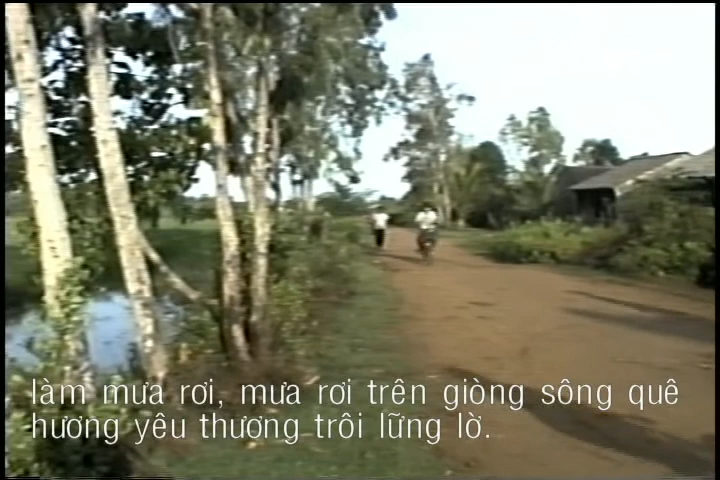 làm mưa rơi, mưa rơi trên giòng sông quê
hương yêu thương trôi lững lờ.